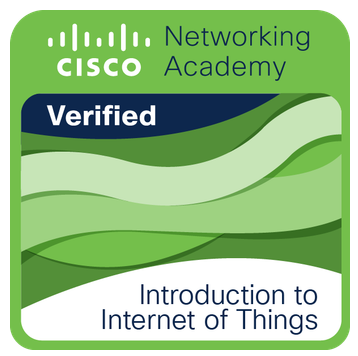 CISCO
Networking
Academy
Verified
Introduction to
Internet of Things